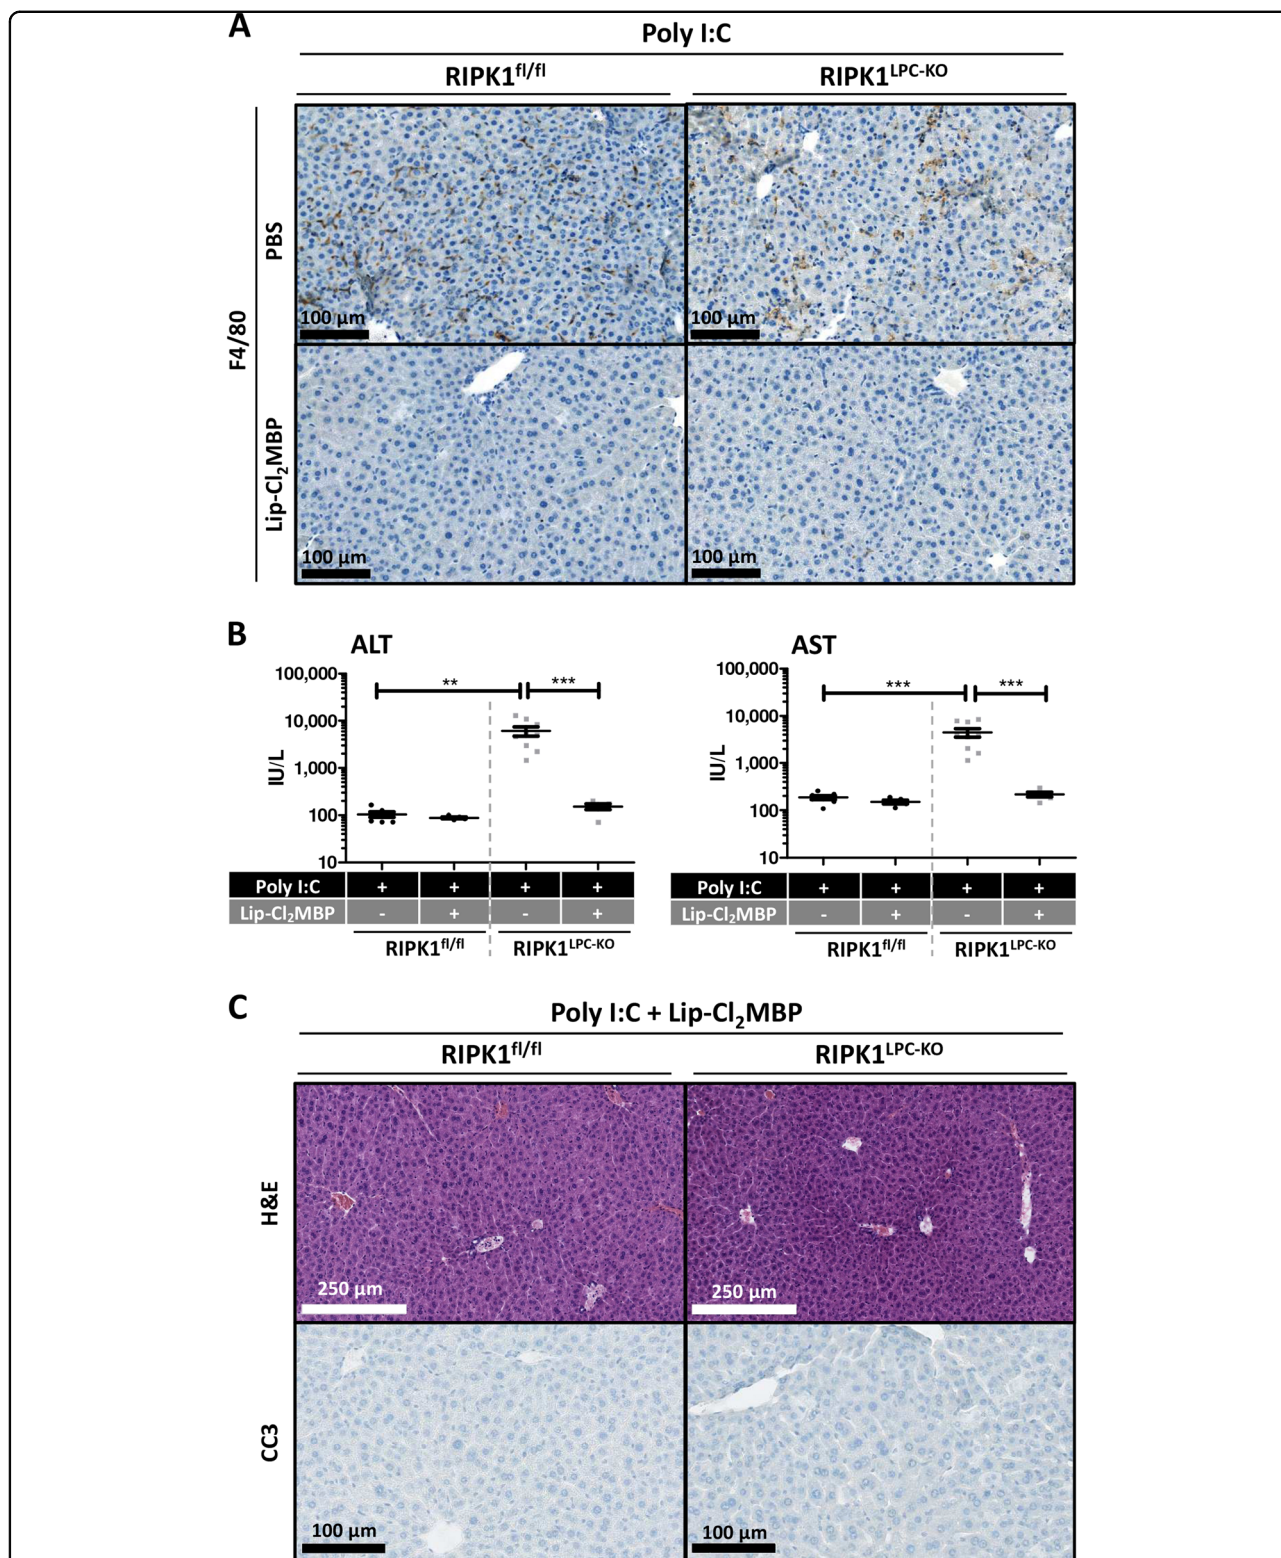 A
Poly I:C
RIPK1fl/fl RIPK1LPC-KO
F4/80
PBS
100 µm 100 µm
Lip-Cl2MBP
100 µm 100 µm
B
ALT
IU/L
100,000
10,000
1,000
100
10
** ***
Poly I:C + + + +
Lip-Cl2MBP - + - +
RIPK1fl/fl RIPK1LPC-KO
AST
IU/L
100,000
10,000
1,000
100
10
*** ***
Poly I:C + + + +
Lip-Cl2MBP - + - +
RIPK1fl/fl RIPK1LPC-KO
C
Poly I:C + Lip-Cl2MBP
RIPK1fl/fl RIPK1LPC-KO
H&E
250 µm 250 µm
CC3
100 µm 100 µm